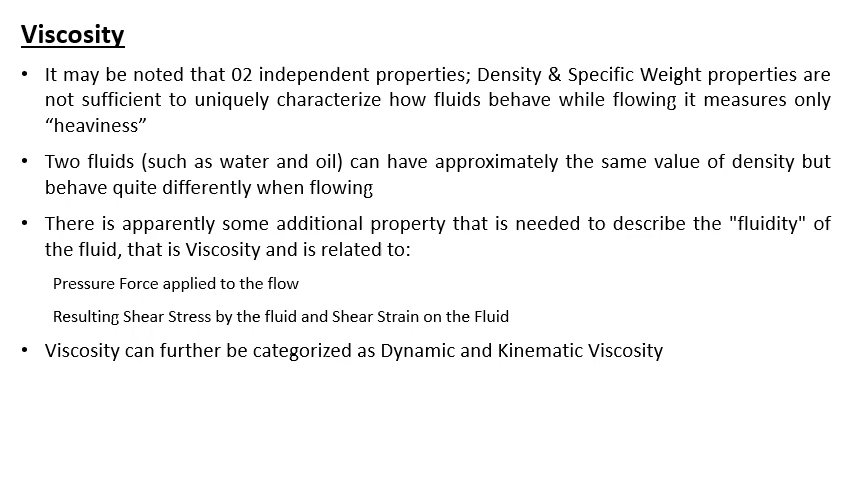 Viscosity
• It may be noted that 02 independent properties; Density & Specific Weight properties are
not sufficient to uniquely characterize how fluids behave while flowing it measures only
“heaviness”
• Two fluids (such as water and oil) can have approximately the same value of density but
behave quite differently when flowing
• There is apparently some additional property that is needed to describe the "fluidity" of
the fluid, that is Viscosity and is related to:
Pressure Force applied to the flow
Resulting Shear Stress by the fluid and Shear Strain on the Fluid
• Viscosity can further be categorized as Dynamic and Kinematic Viscosity